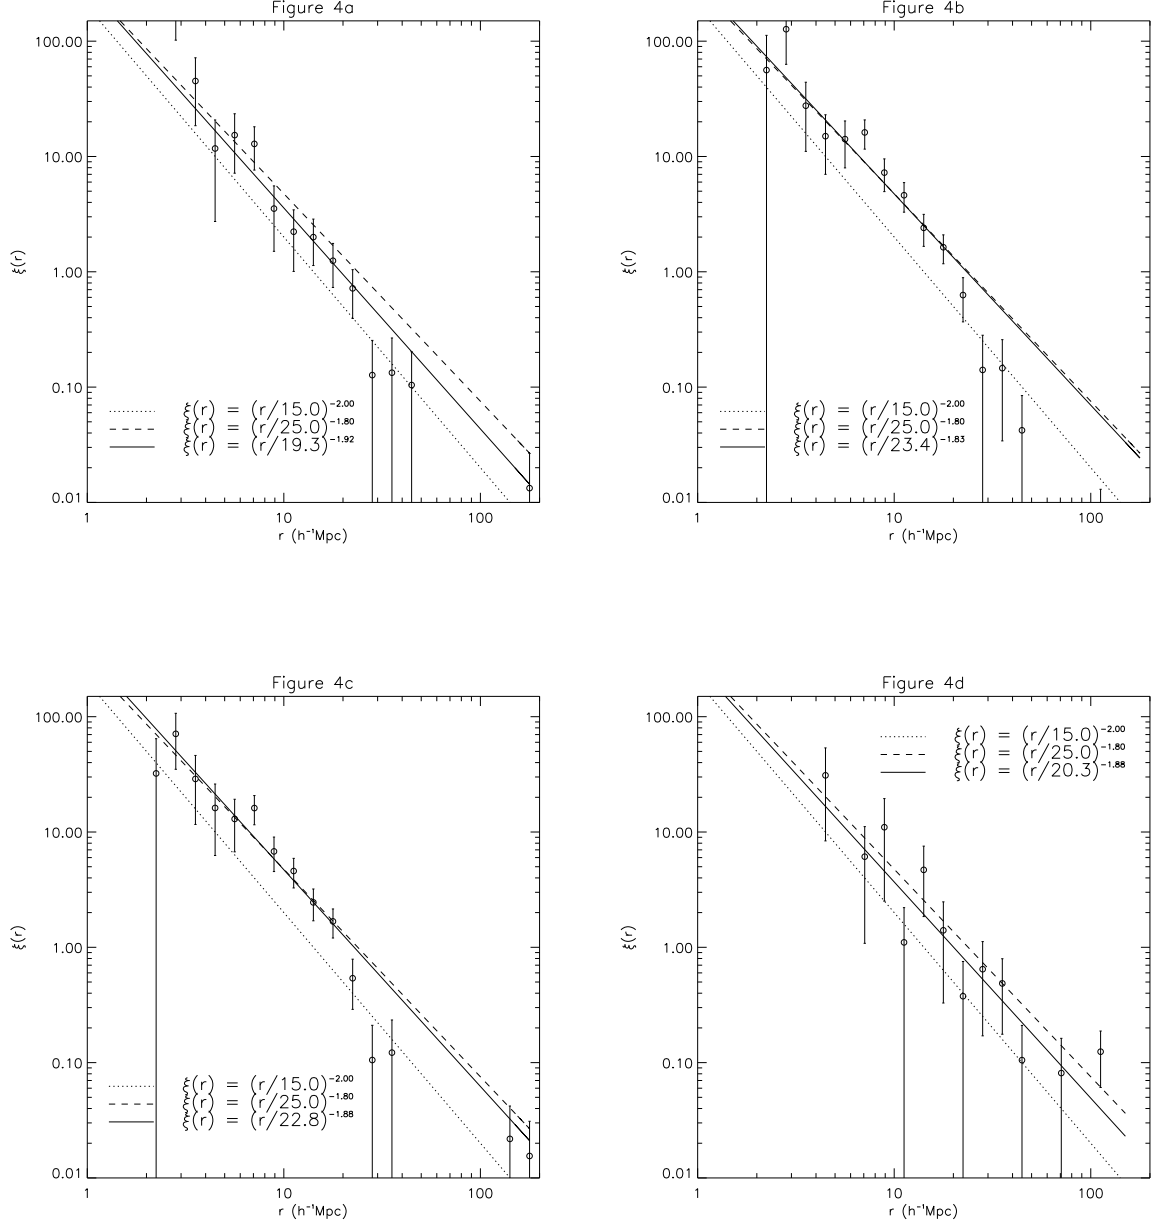 Figure 4a
100.00
10.00
1.00
0.10
0.01
ξ(r)
ξ(r) = (r/15.0)^-2.00
ξ(r) = (r/25.0)^-1.80
ξ(r) = (r/19.3)^-1.92
1 10 100
r (h⁻¹Mpc)
Figure 4b
100.00
10.00
1.00
0.10
0.01
ξ(r)
ξ(r) = (r/15.0)^-2.00
ξ(r) = (r/25.0)^-1.80
ξ(r) = (r/23.4)^-1.83
1 10 100
r (h⁻¹Mpc)
Figure 4c
100.00
10.00
1.00
0.10
0.01
ξ(r)
ξ(r) = (r/15.0)^-2.00
ξ(r) = (r/25.0)^-1.80
ξ(r) = (r/22.8)^-1.88
1 10 100
r (h⁻¹Mpc)
Figure 4d
ξ(r) = (r/15.0)^-2.00
ξ(r) = (r/25.0)^-1.80
ξ(r) = (r/20.3)^-1.88
100.00
10.00
1.00
0.10
0.01
ξ(r)
1 10 100
r (h⁻¹Mpc)